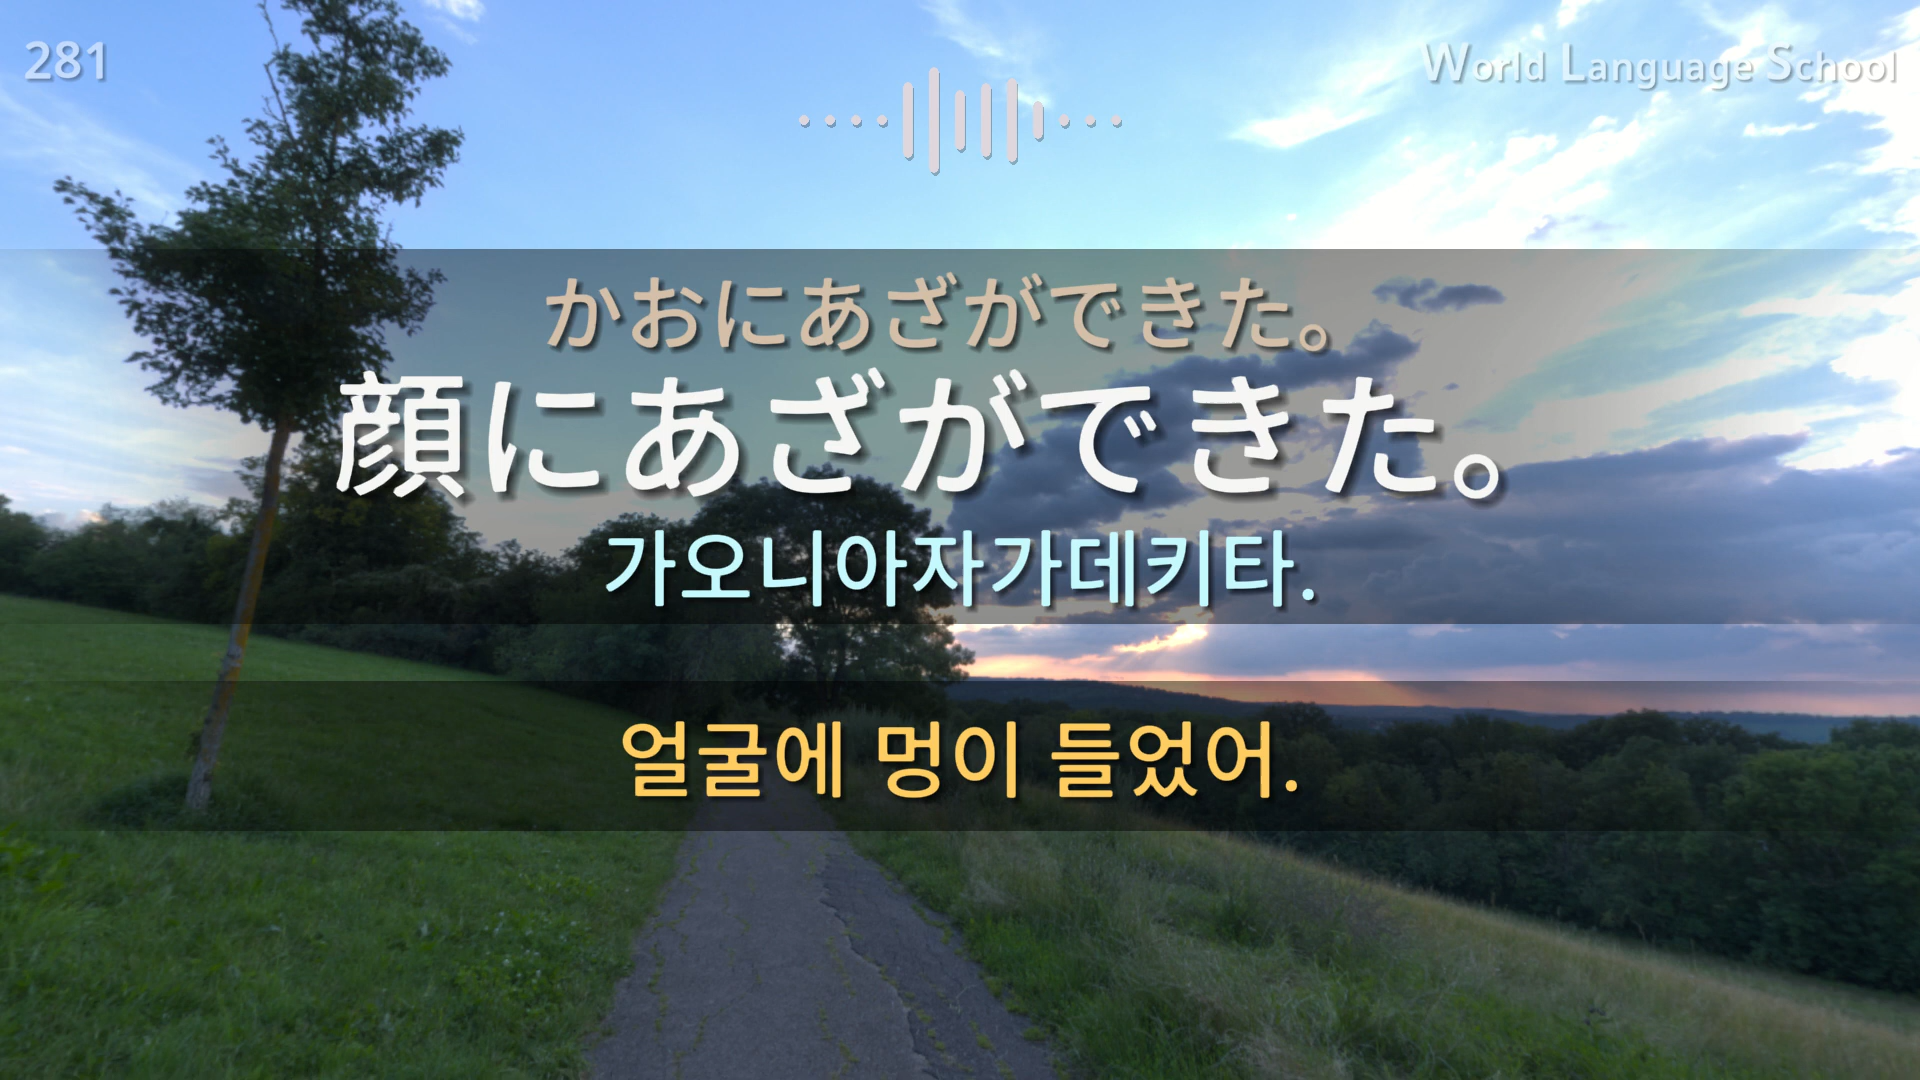 281
World Language School
かおにあざができた。
顔にあざができた。
가오니아자가데키타.
얼굴에 멍이 들었어.